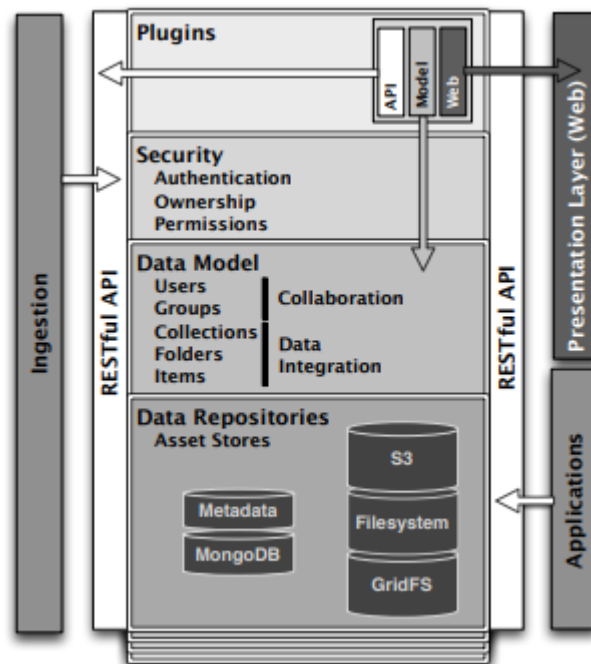 Plugins
API
Model
Web
Security
Authentication
Ownership
Permissions
Data Model
Users
Groups
Collaboration
Collections
Folders
Items
Data
Integration
Data Repositories
Asset Stores
Metadata
MongoDB
S3
Filesystem
GridFS
Ingestion
RESTful API
RESTful API
Presentation Layer (Web)
Applications